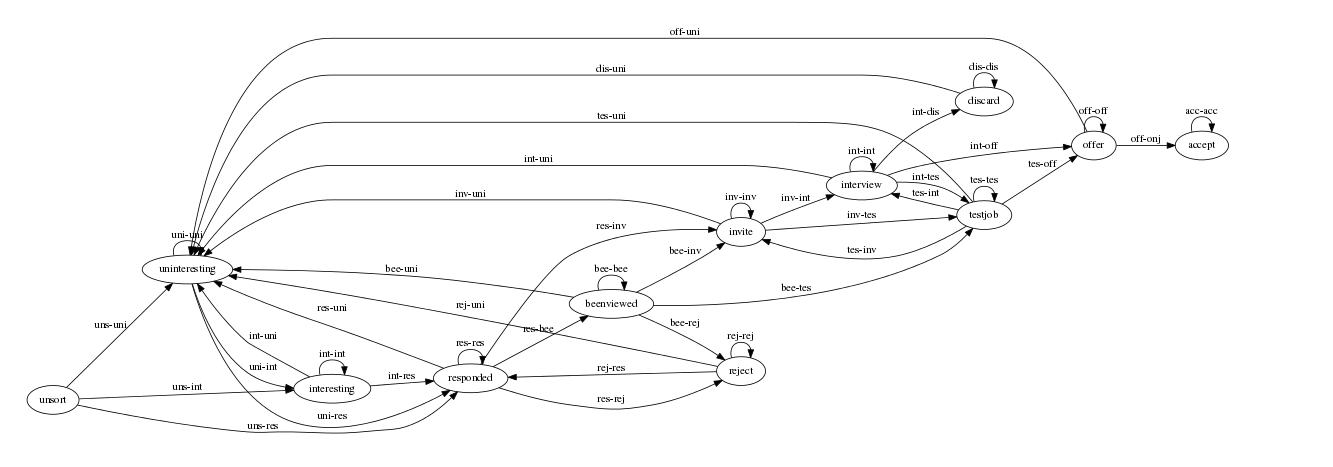 off-uni
dis-uni
dis-dis
discard
tes-uni
int-dis
off-off
offer
off-onj
acc-acc
accept
int-uni
int-int
interview
int-off
tes-off
int-tes
tes-int
tes-tes
testjob
inv-uni
inv-inv
invite
inv-int
inv-tes
tes-inv
res-inv
bee-inv
uni-uni
uninteresting
bee-uni
bee-bee
beenviewed
bee-tes
uns-uni
res-uni
rej-uni
res-bee
bee-rej
int-uni
uni-int
int-int
interesting
res-res
responded
int-res
rej-rej
reject
rej-res
res-rej
unsort
uns-int
uni-res
uns-res